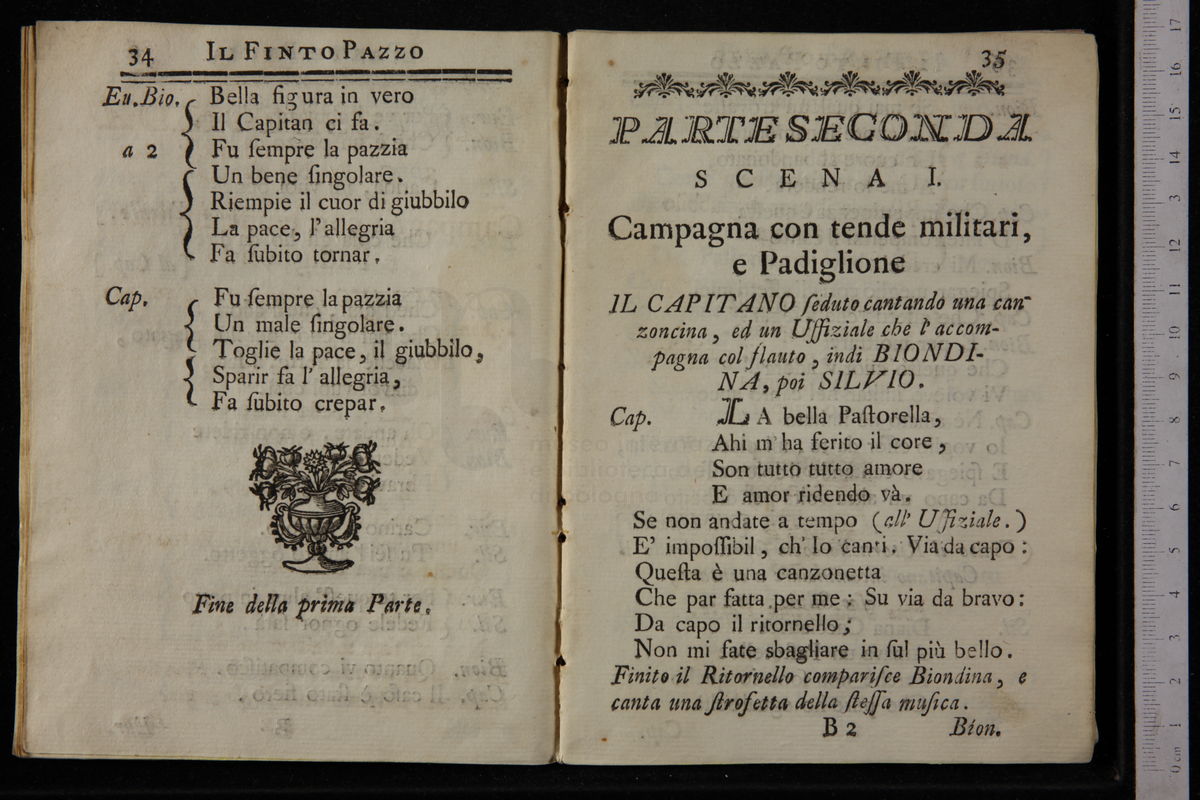 34 IL FINTO PAZZO
Eu. Bio. Bella figura in vero
Il Capitan ci fa.
a 2 Fu ſempre la pazzia
Un bene ſingolare.
Riempie il cuor di giubbilo
La pace, l'allegria
Fa ſubito tornar.
Cap. Fu ſempre la pazzia
Un male ſingolare.
Toglie la pace, il giubbilo,
Sparir fa l' allegria,
Fa ſubito crepar.
Fine della prima Parte.
35
PARTE SECONDA
SCENA I.
Campagna con tende militari,
e Padiglione
IL CAPITANO ſeduto cantando una can-
zoncina, ed un Uffiziale che l' accom-
pagna col flauto, indi BIONDI-
NA, poi SILVIO.
Cap. LA bella Paſtorella,
Ahi m' ha ferito il core,
Son tutto tutto amore
E amor ridendo và.
Se non andate a tempo (all' Uffiziale.)
E' impoſſibil, ch' Io canti. Via da capo:
Queſta è una canzonetta
Che par fatta per me: Su via da bravo:
Da capo il ritornello;
Non mi fate sbagliare in ſul più bello.
Finito il Ritornello compariſce Biondina, e
canta una ſtrofetta della ſteſſa muſica.
B 2 Bion.